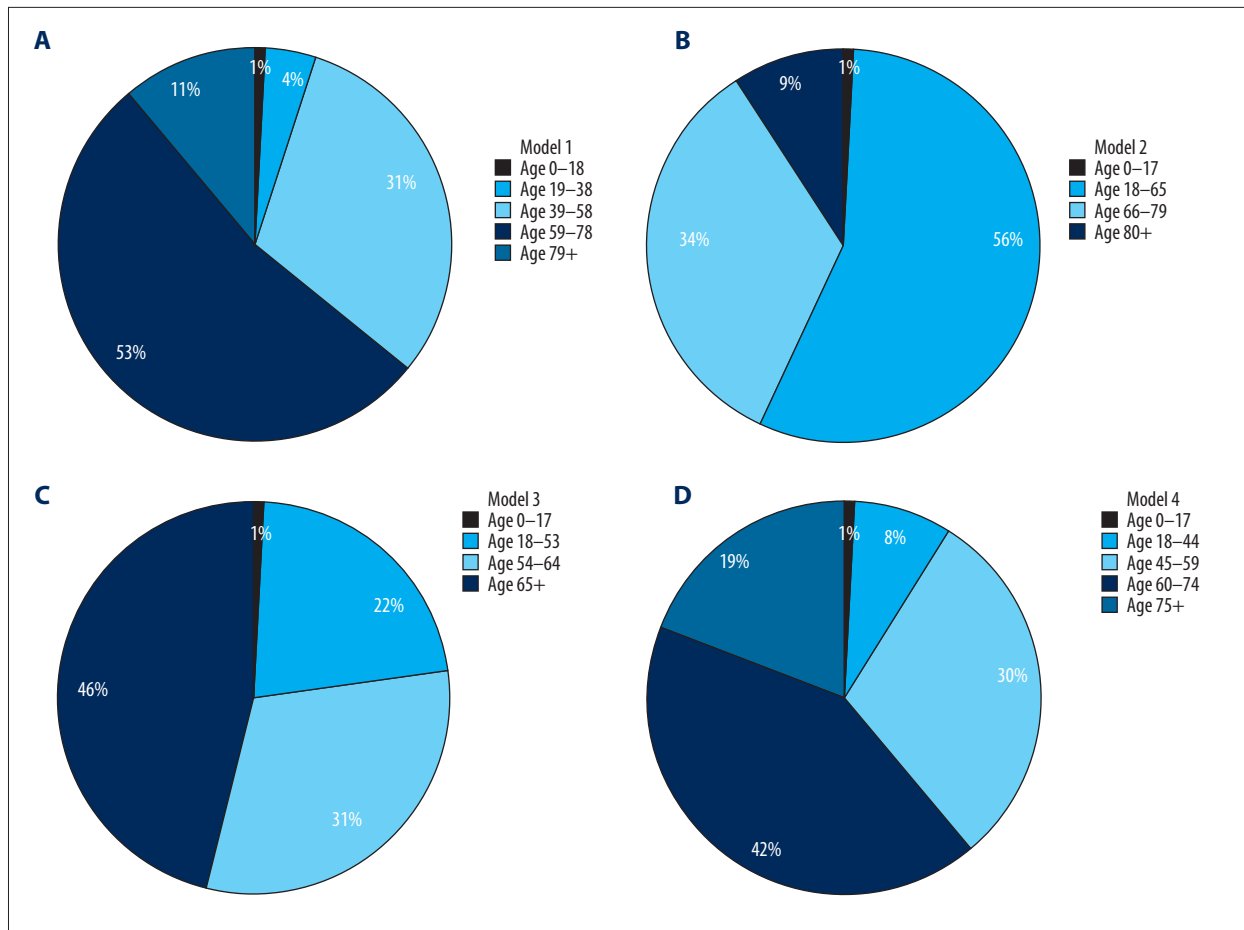 A
1%
4%
11%
31%
53%
Model 1
Age 0–18
Age 19–38
Age 39–58
Age 59–78
Age 79+
B
1%
9%
34%
56%
Model 2
Age 0–17
Age 18–65
Age 66–79
Age 80+
C
1%
22%
46%
31%
Model 3
Age 0–17
Age 18–53
Age 54–64
Age 65+
D
1%
8%
19%
30%
42%
Model 4
Age 0–17
Age 18–44
Age 45–59
Age 60–74
Age 75+